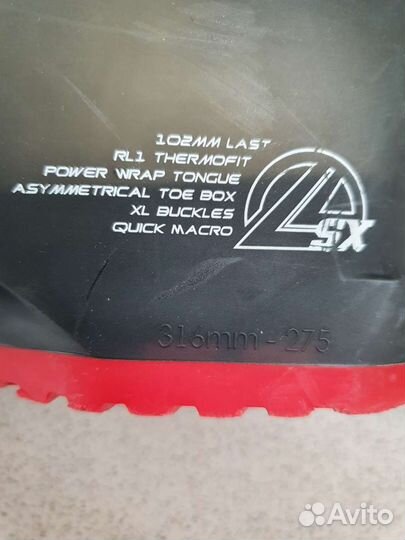 102MM LAST
RL1 THERMOFIT
POWER WRAP TONGUE
ASYMMETRICAL TOE BOX
XL BUCKLES
QUICK MACRO
SX
316mm - 275
Avito